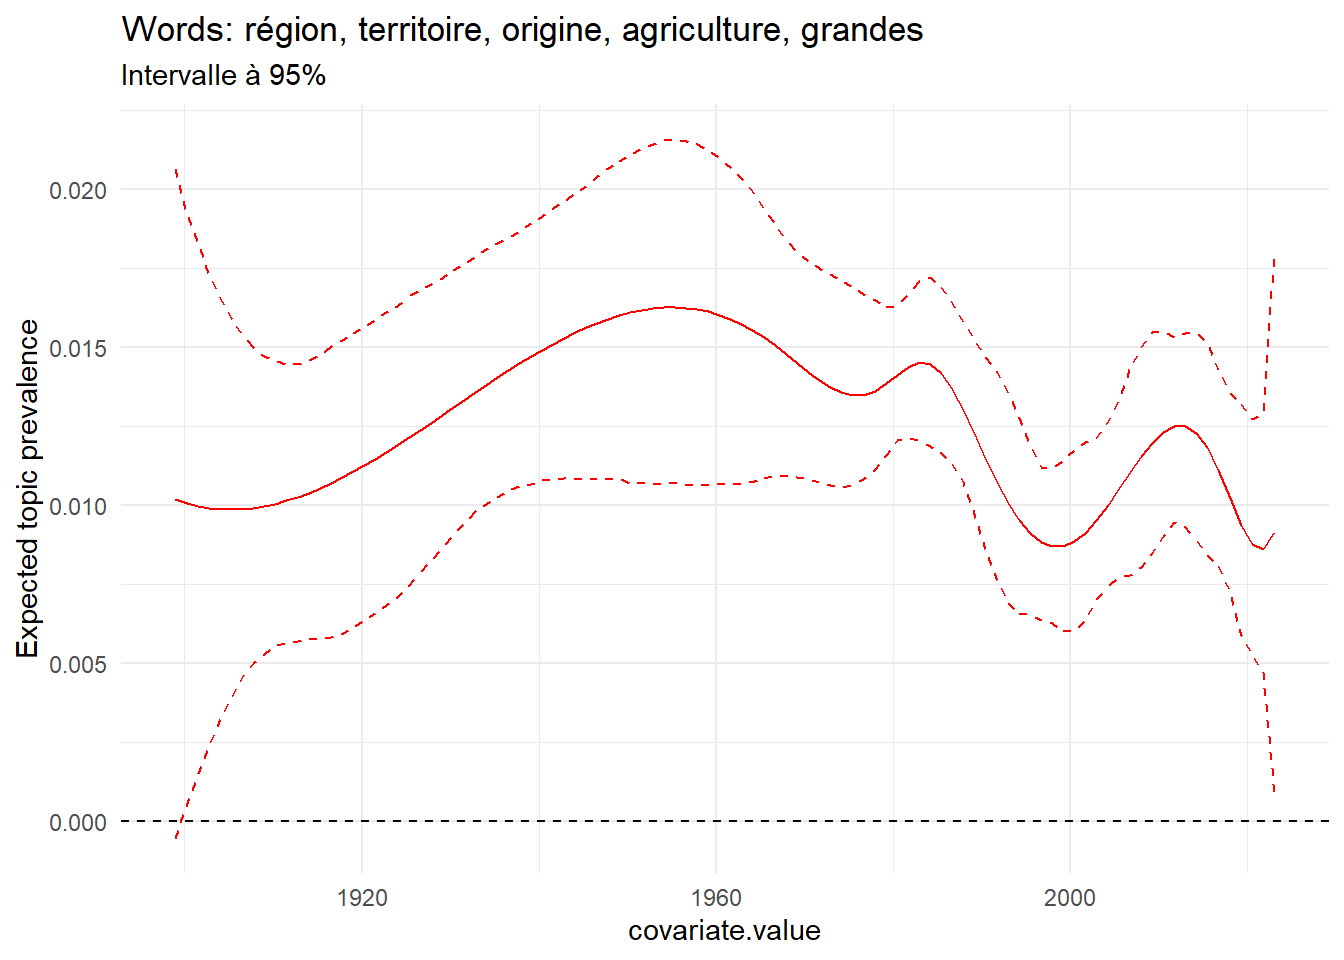 Words: région, territoire, origine, agriculture, grandes
Intervalle à 95%
Expected topic prevalence
0.020
0.015
0.010
0.005
0.000
1920
1960
2000
covariate.value